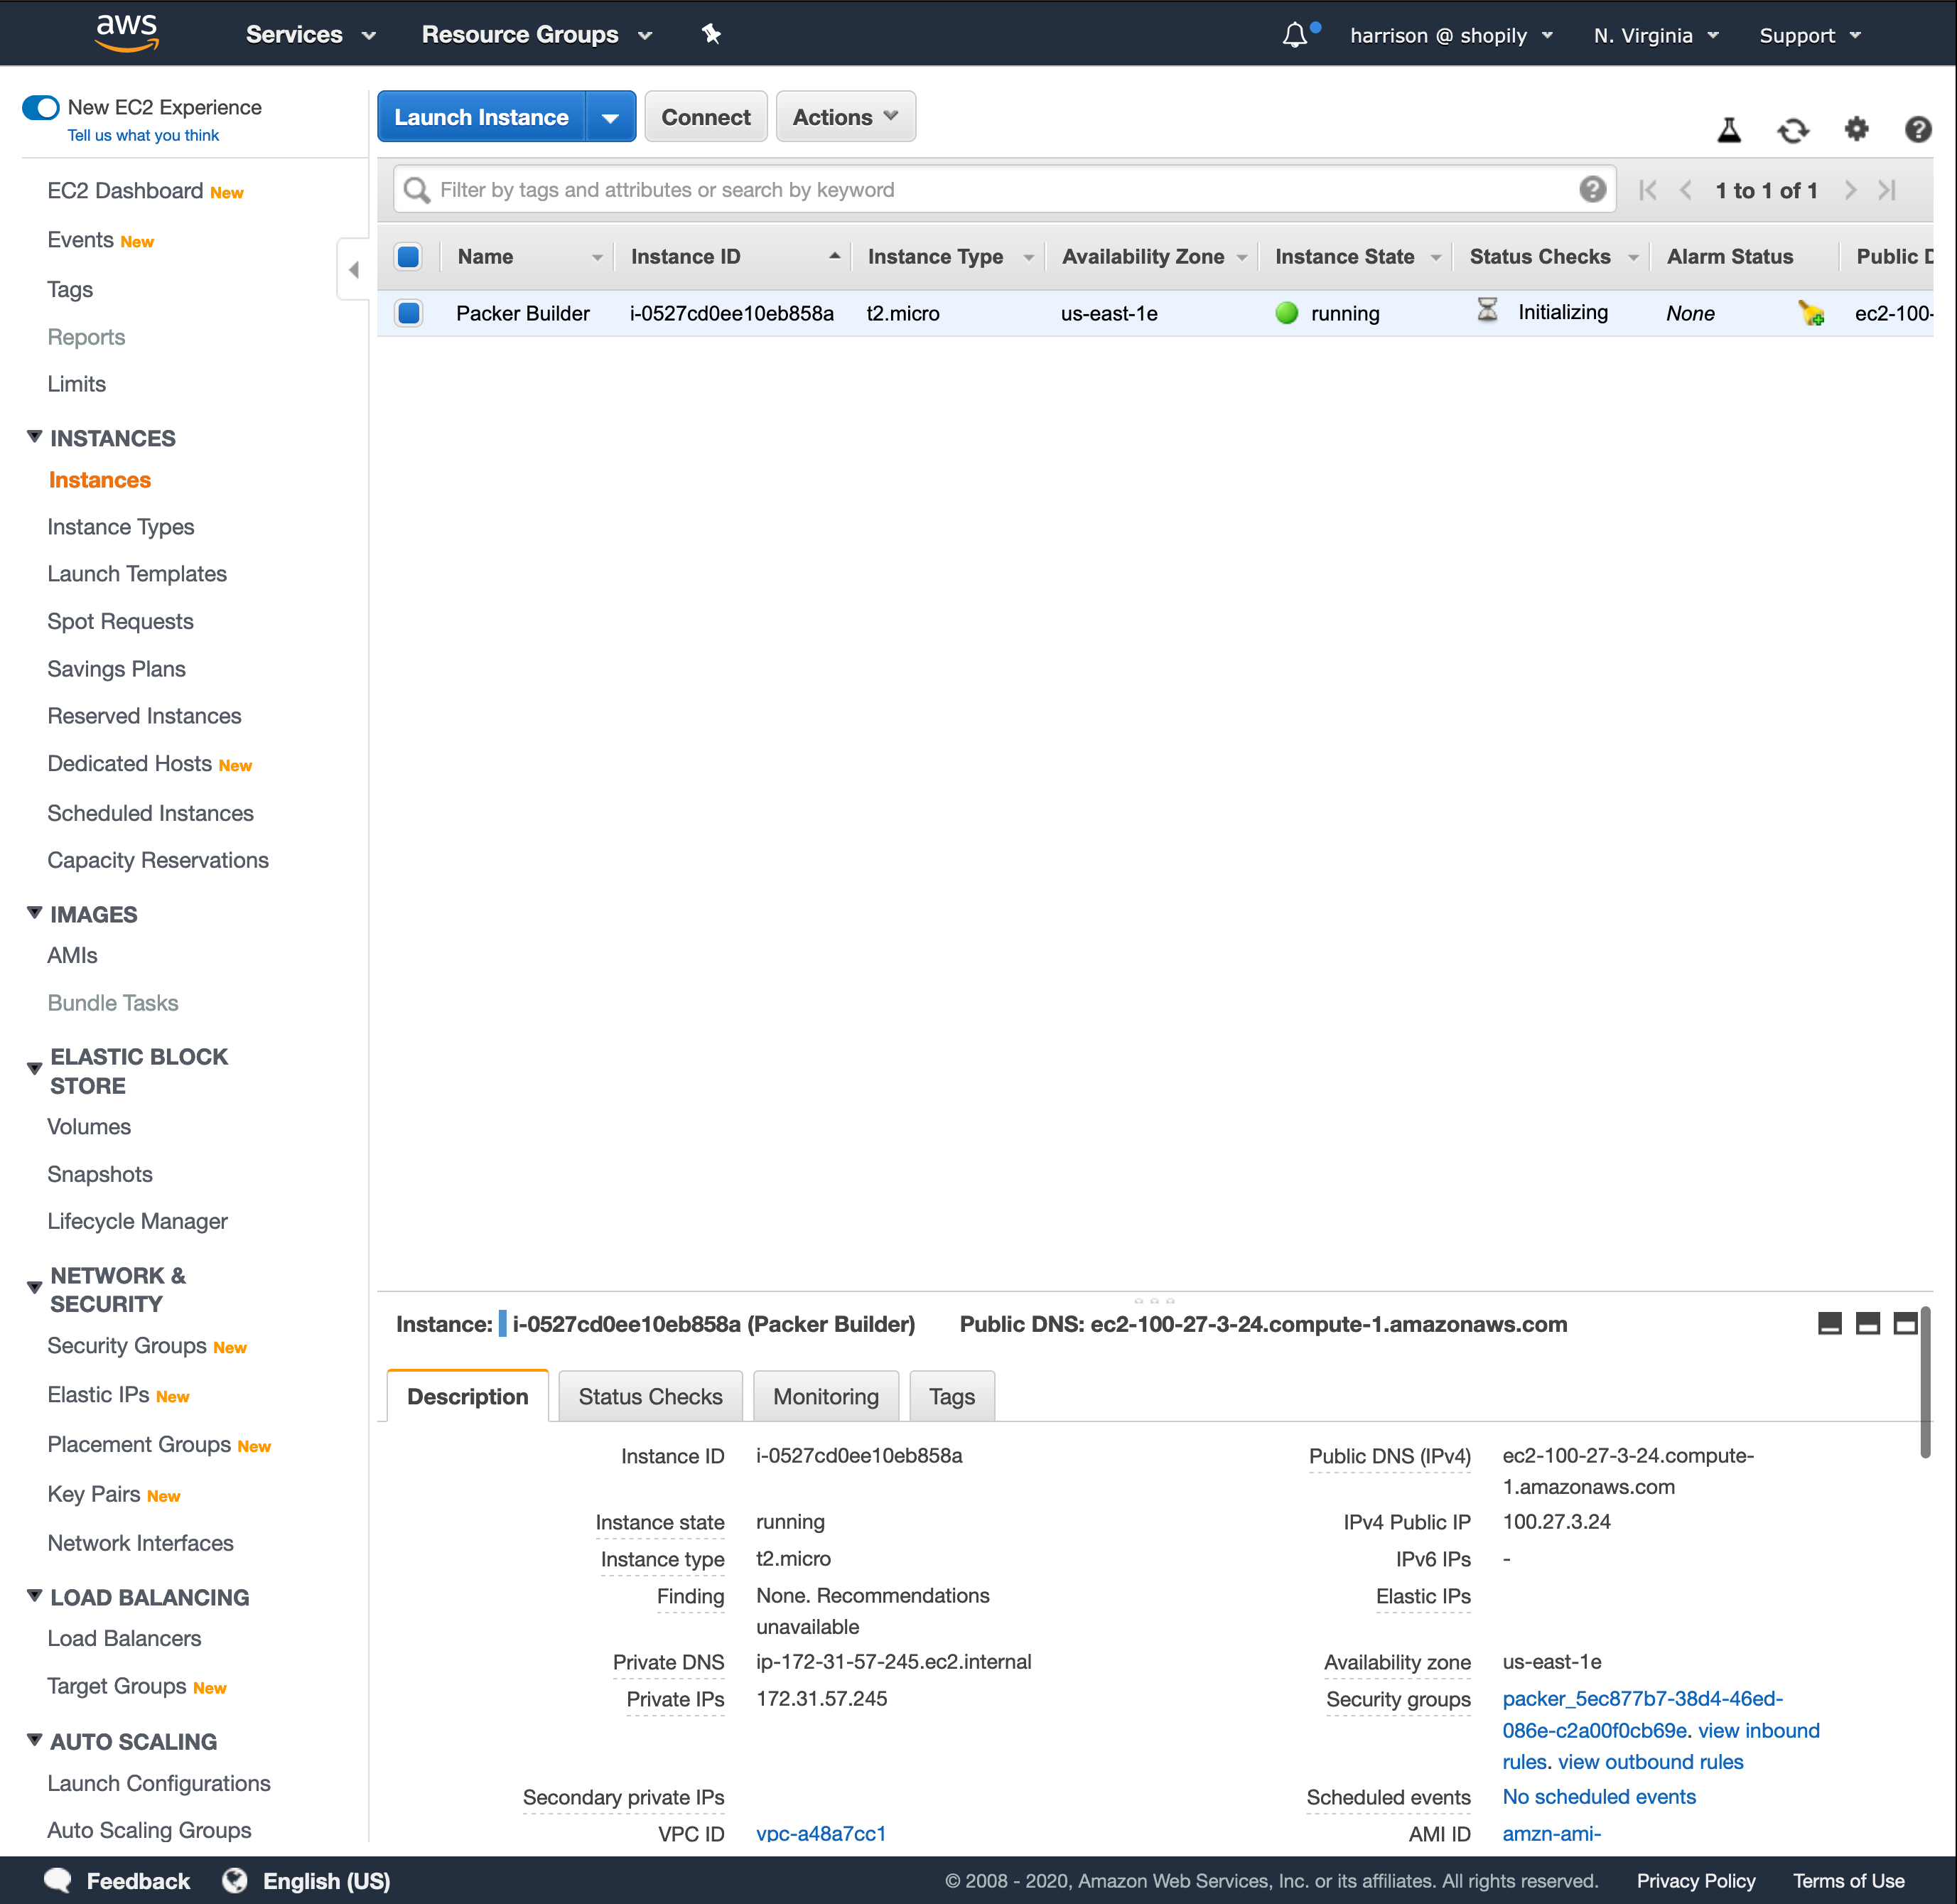 aws Services Resource Groups harrison @ shopily N. Virginia Support
New EC2 Experience
Tell us what you think
EC2 Dashboard New
Events New
Tags
Reports
Limits
INSTANCES
Instances
Instance Types
Launch Templates
Spot Requests
Savings Plans
Reserved Instances
Dedicated Hosts New
Scheduled Instances
Capacity Reservations
IMAGES
AMIs
Bundle Tasks
ELASTIC BLOCK
STORE
Volumes
Snapshots
Lifecycle Manager
NETWORK &
SECURITY
Security Groups New
Elastic IPs New
Placement Groups New
Key Pairs New
Network Interfaces
LOAD BALANCING
Load Balancers
Target Groups New
AUTO SCALING
Launch Configurations
Auto Scaling Groups
Launch Instance Connect Actions
Filter by tags and attributes or search by keyword 1 to 1 of 1
Name Instance ID Instance Type Availability Zone Instance State Status Checks Alarm Status Public D
Packer Builder i-0527cd0ee10eb858a t2.micro us-east-1e running Initializing None ec2-100-
Instance: i-0527cd0ee10eb858a (Packer Builder) Public DNS: ec2-100-27-3-24.compute-1.amazonaws.com
Description Status Checks Monitoring Tags
Instance ID i-0527cd0ee10eb858a
Instance state running
Instance type t2.micro
Finding None. Recommendations
unavailable
Private DNS ip-172-31-57-245.ec2.internal
Private IPs 172.31.57.245
Secondary private IPs
VPC ID vpc-a48a7cc1
Public DNS (IPv4) ec2-100-27-3-24.compute-
1.amazonaws.com
IPv4 Public IP 100.27.3.24
IPv6 IPs -
Elastic IPs
Availability zone us-east-1e
Security groups packer_5ec877b7-38d4-46ed-
086e-c2a00f0cb69e. view inbound
rules. view outbound rules
Scheduled events No scheduled events
AMI ID amzn-ami-
Feedback English (US) © 2008 - 2020, Amazon Web Services, Inc. or its affiliates. All rights reserved. Privacy Policy Terms of Use